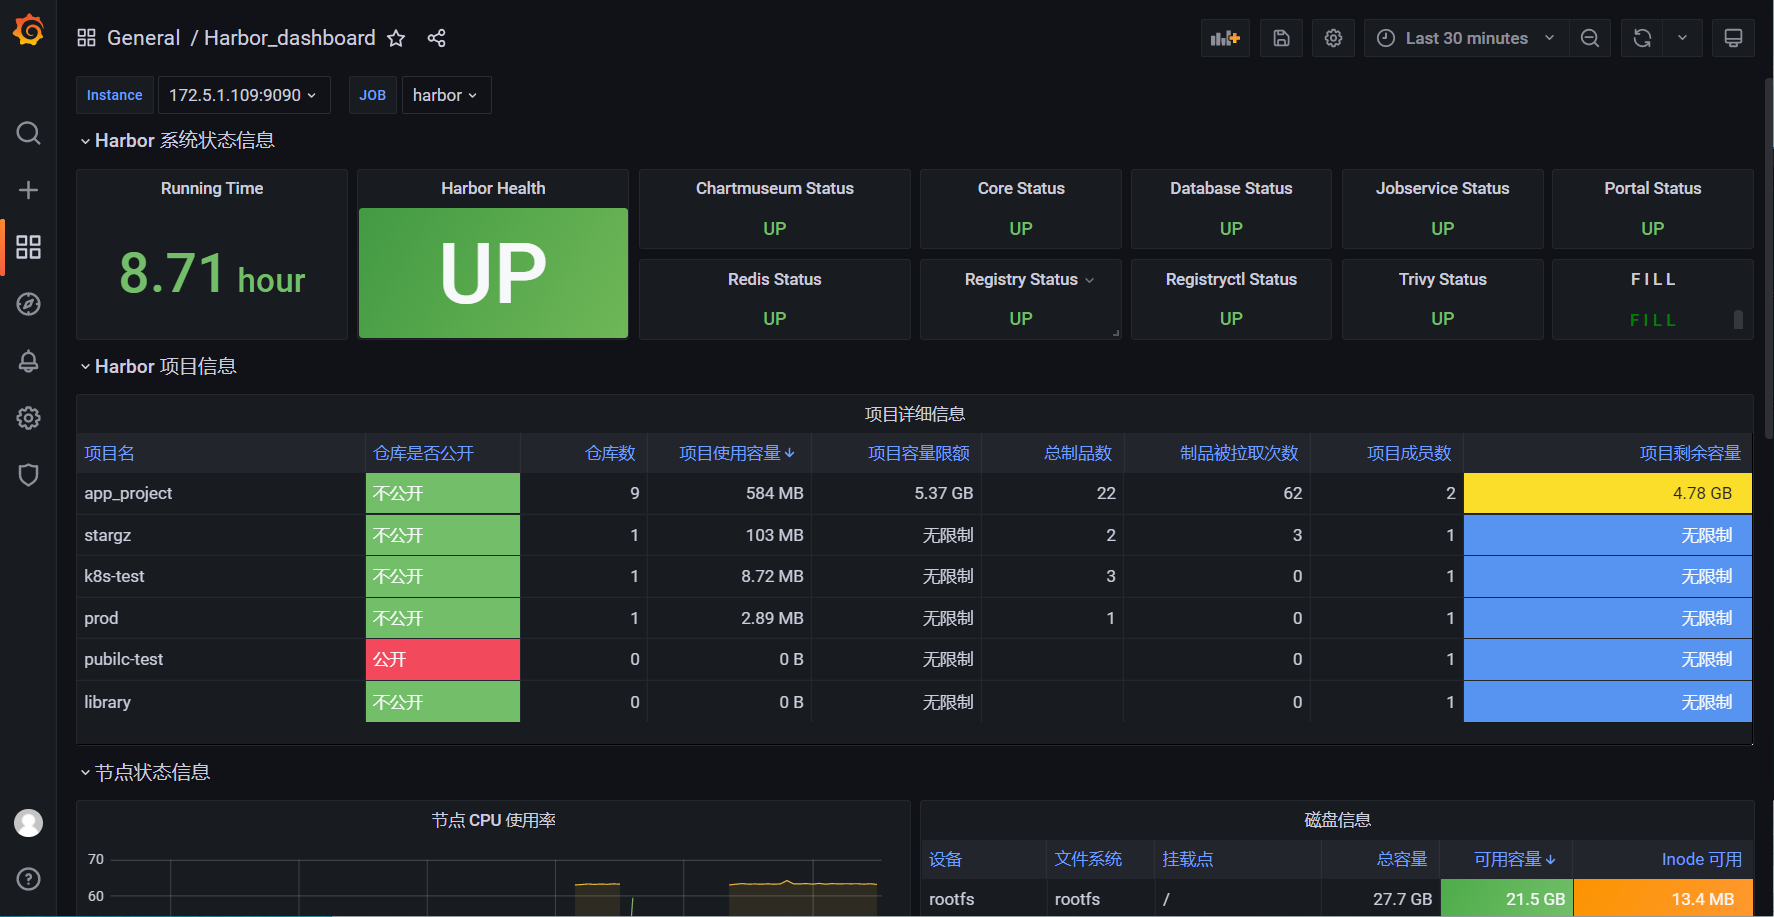 General / Harbor_dashboard
Last 30 minutes
Instance 172.5.1.109:9090 JOB harbor
Harbor 系统状态信息
Running Time
8.71 hour
Harbor Health
UP
Chartmuseum Status
UP
Core Status
UP
Database Status
UP
Jobservice Status
UP
Portal Status
UP
Redis Status
UP
Registry Status
UP
Registryctl Status
UP
Trivy Status
UP
F I L L
F I L L
Harbor 项目信息
项目详细信息
项目名 仓库是否公开 仓库数 项目使用容量 项目容量限额 总制品数 制品被拉取次数 项目成员数 项目剩余容量
app_project 不公开 9 584 MB 5.37 GB 22 62 2 4.78 GB
stargz 不公开 1 103 MB 无限制 2 3 1 无限制
k8s-test 不公开 1 8.72 MB 无限制 3 0 1 无限制
prod 不公开 1 2.89 MB 无限制 1 0 1 无限制
pubilc-test 公开 0 0 B 无限制 0 1 无限制
library 不公开 0 0 B 无限制 0 1 无限制
节点状态信息
节点 CPU 使用率
70
60
磁盘信息
设备 文件系统 挂载点 总容量 可用容量 Inode 可用
rootfs rootfs / 27.7 GB 21.5 GB 13.4 MB